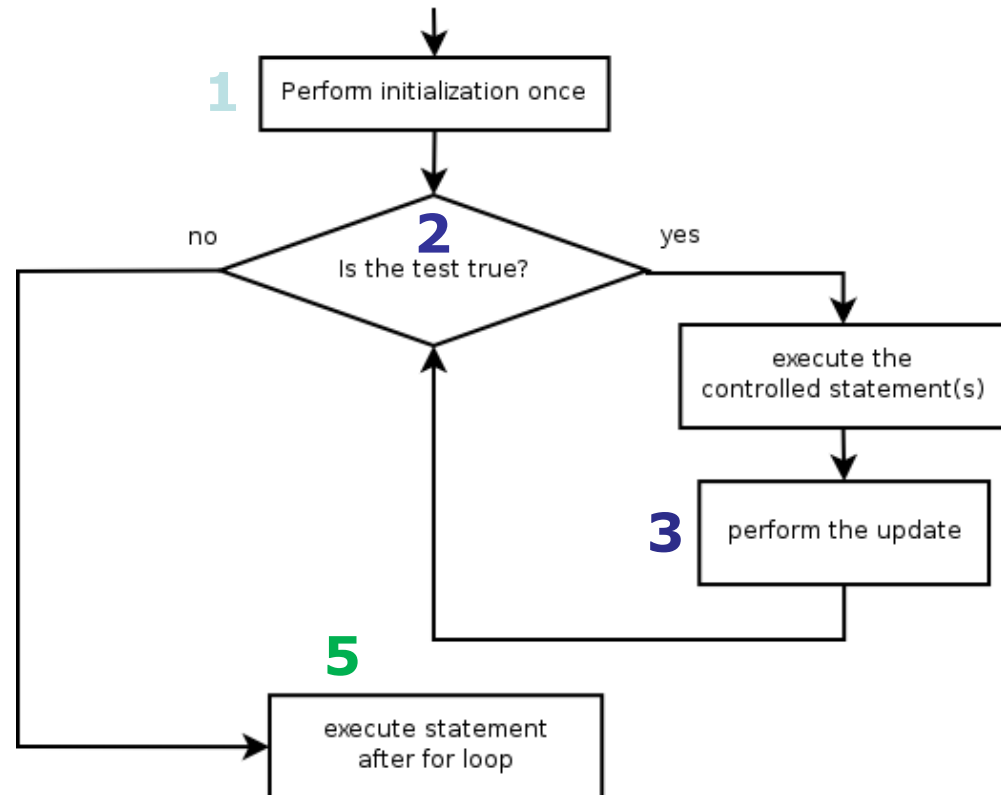 1
Perform initialization once
2
no
yes
Is the test true?
execute the
controlled statement(s)
3
perform the update
5
execute statement
after for loop